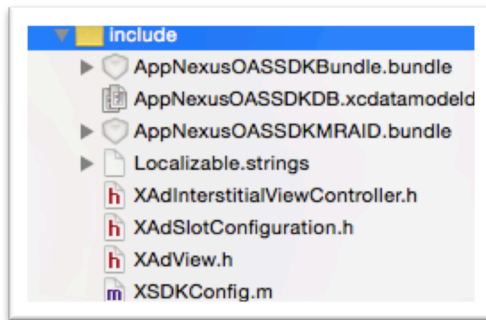 include
AppNexusOASSDKBundle.bundle
AppNexusOASSDKDB.xcdatamodeld
AppNexusOASSDKMRAID.bundle
Localizable.strings
h XAdInterstitialViewController.h
h XAdSlotConfiguration.h
h XAdView.h
m XSDKConfig.m